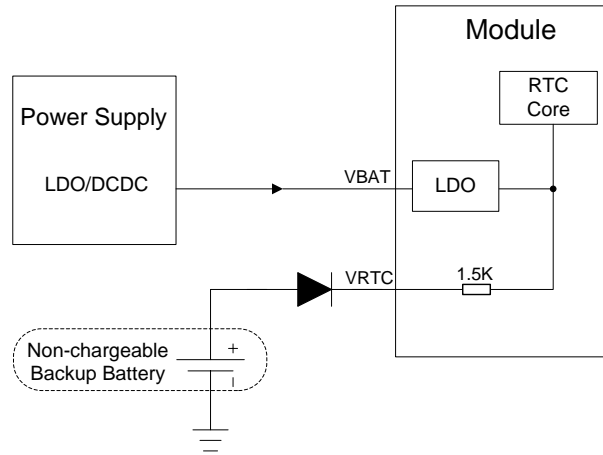 Module
RTC
Core
Power Supply
LDO/DCDC
VBAT
LDO
VRTC
1.5K
Non-chargeable
Backup Battery
+